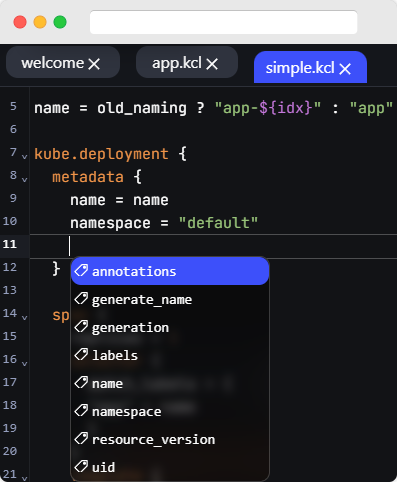 welcome ×
app.kcl ×
simple.kcl ×
5 name = old_naming ? "app-${idx}" : "app"
6
7 kube.deployment {
8 metadata {
9 name = name
10 namespace = "default"
11
12 }
13
14
15
16
17
18
19
20
21
annotations
generate_name
generation
labels
name
namespace
resource_version
uid